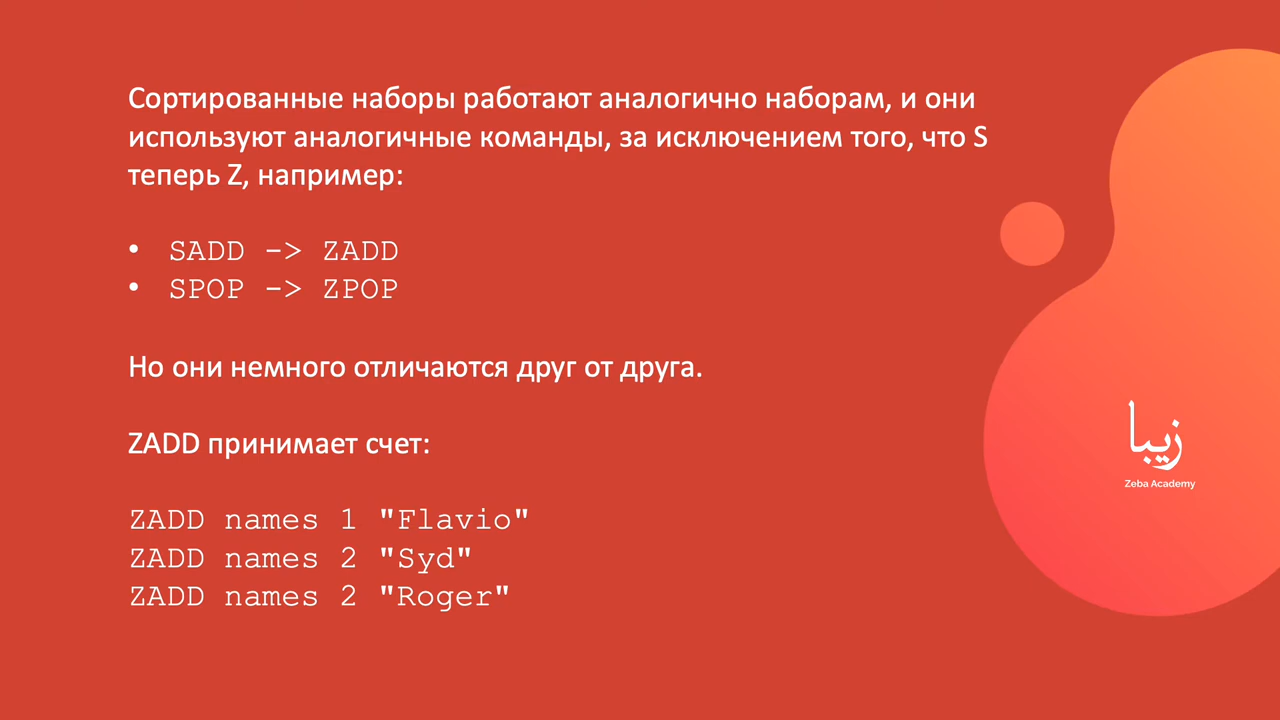 Сортированные наборы работают аналогично наборам, и они
используют аналогичные команды, за исключением того, что S
теперь Z, например:
• SADD -> ZADD
• SPOP -> ZPOP
Но они немного отличаются друг от друга.
ZADD принимает счет:
ZADD names 1 "Flavio"
ZADD names 2 "Syd"
ZADD names 2 "Roger"
زیبا
Zeba Academy